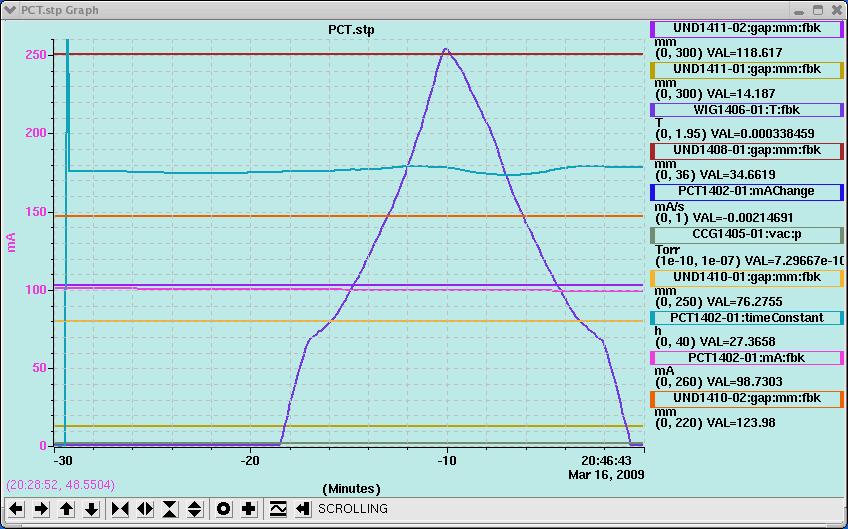 PCT.stp Graph
PCT.stp
mA
250
200
150
100
50
0
-30
-20
-10
20:46:43
Mar 16, 2009
(Minutes)
(20:28:52, 48.5504)
SCROLLING
UND1411-02:gap:mm:fbk
mm
(0, 300) VAL=118.617
UND1411-01:gap:mm:fbk
mm
(0, 300) VAL=14.187
WIG1406-01:T:fbk
T
(0, 1.95) VAL=0.000338459
UND1408-01:gap:mm:fbk
mm
(0, 36) VAL=34.6619
PCT1402-01:mAChange
mA/s
(0, 1) VAL=-0.00214691
CCG1405-01:vac:p
Torr
(1e-10, 1e-07) VAL=7.29667e-10
UND1410-01:gap:mm:fbk
mm
(0, 250) VAL=76.2755
PCT1402-01:timeConstant
h
(0, 40) VAL=27.3658
PCT1402-01:mA:fbk
mA
(0, 260) VAL=98.7303
UND1410-02:gap:mm:fbk
mm
(0, 220) VAL=123.98